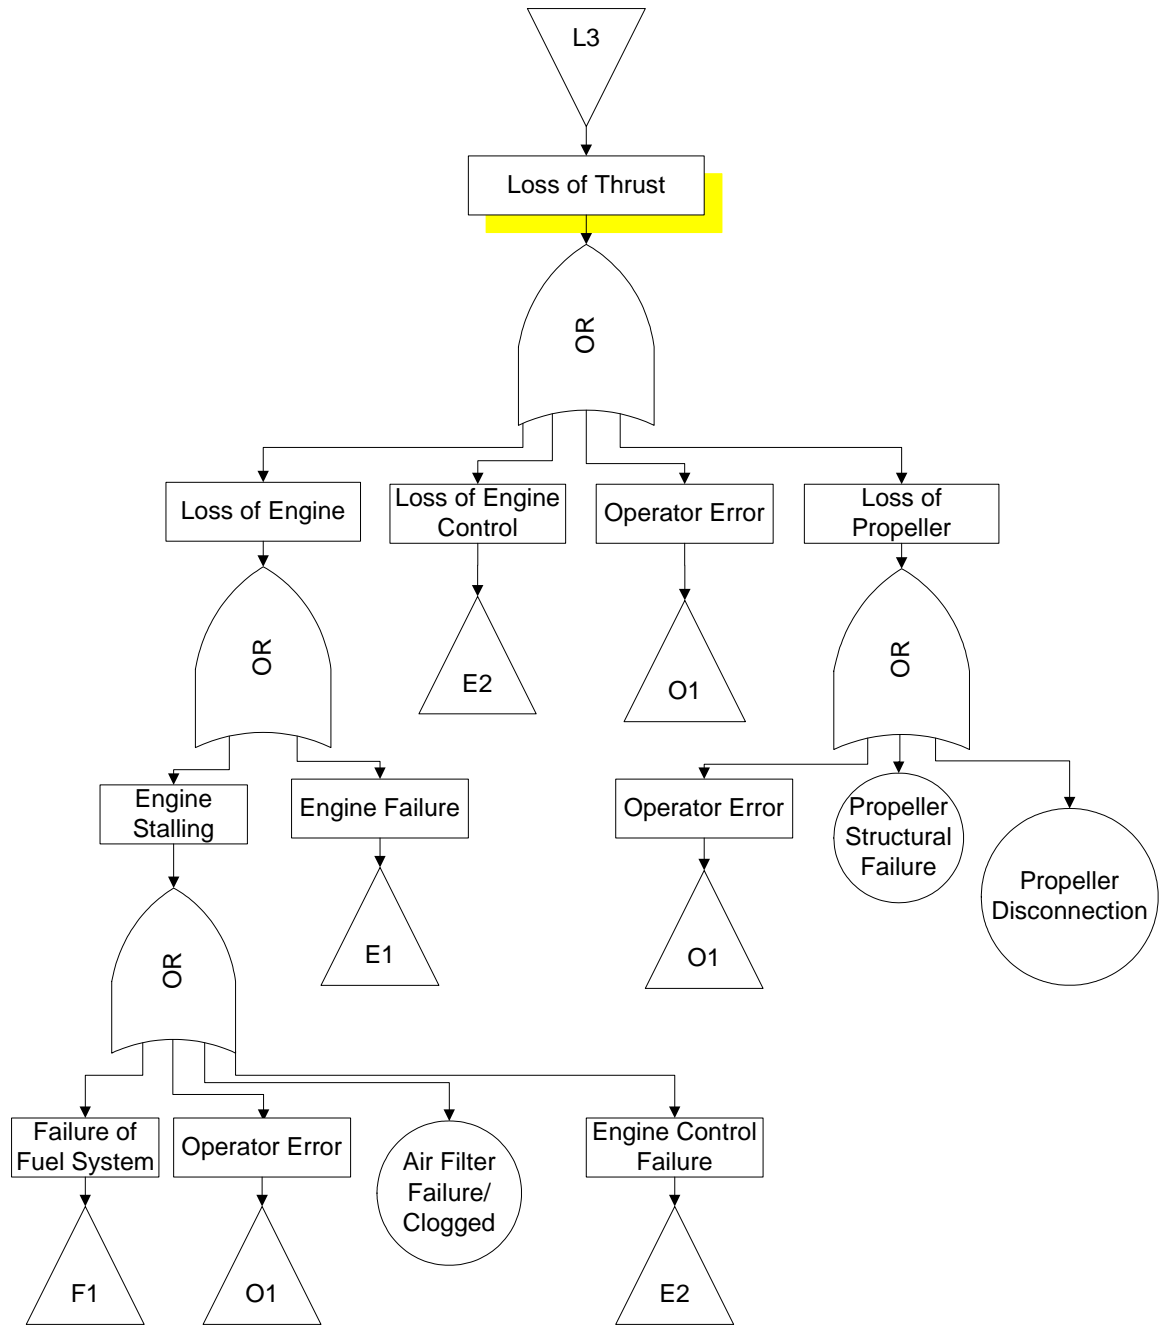 L3
Loss of Thrust
OR
Loss of Engine
Loss of Engine
Control
Operator Error
Loss of
Propeller
OR
E2
O1
OR
Engine
Stalling
Engine Failure
Operator Error
Propeller
Structural
Failure
Propeller
Disconnection
OR
E1
O1
Failure of
Fuel System
Operator Error
Air Filter
Failure/
Clogged
Engine Control
Failure
F1
O1
E2